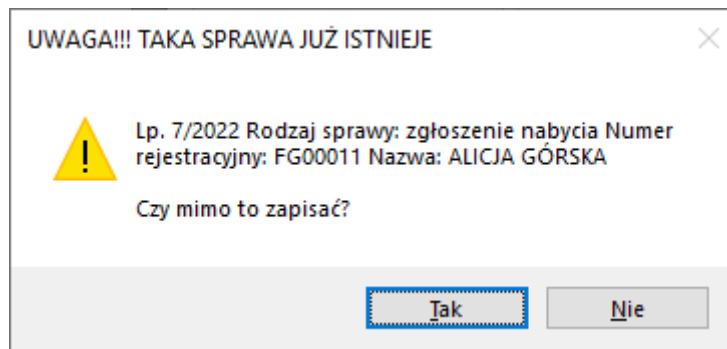 UWAGA!!! TAKA SPRAWA JUŻ ISTNIEJE
Lp. 7/2022 Rodzaj sprawy: zgłoszenie nabycia Numer
rejestracyjny: FG00011 Nazwa: ALICJA GÓRSKA
Czy mimo to zapisać?
Tak
Nie